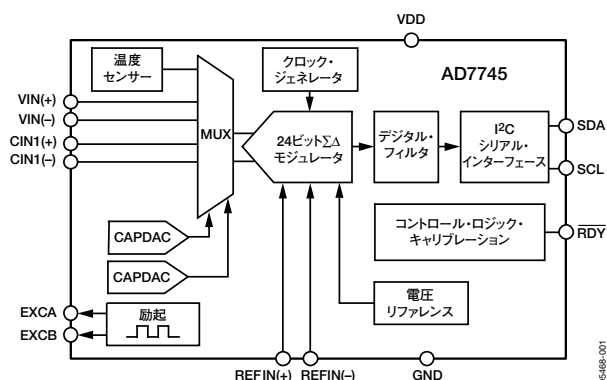 VDD
AD7745
温度
センサー
クロック・
ジェネレータ
VIN(+)
VIN(–)
CIN1(+)
CIN1(–)
MUX
24ビットΣΔ
モジュレータ
デジタル・
フィルタ
I²C
シリアル・
インターフェース
SDA
SCL
CAPDAC
CAPDAC
コントロール・ロジック・
キャリブレーション
RDY
EXCA
EXCB
励起
電圧
リファレンス
REFIN(+)
REFIN(–)
GND
05468-001